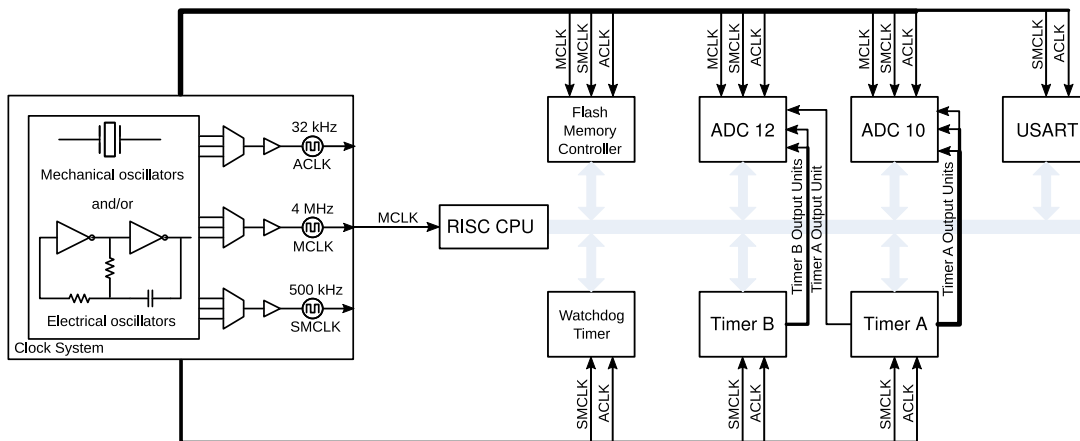 MCLK
SMCLK
ACLK
MCLK
SMCLK
ACLK
MCLK
SMCLK
ACLK
SMCLK
ACLK
Mechanical oscillators
and/or
Electrical oscillators
Clock System
32 kHz
ACLK
4 MHz
MCLK
500 kHz
SMCLK
MCLK
RISC CPU
Flash
Memory
Controller
ADC 12
ADC 10
USART
Timer B Output Units
Timer A Output Unit
Timer A Output Units
Watchdog
Timer
Timer B
Timer A
SMCLK
ACLK
SMCLK
ACLK
SMCLK
ACLK